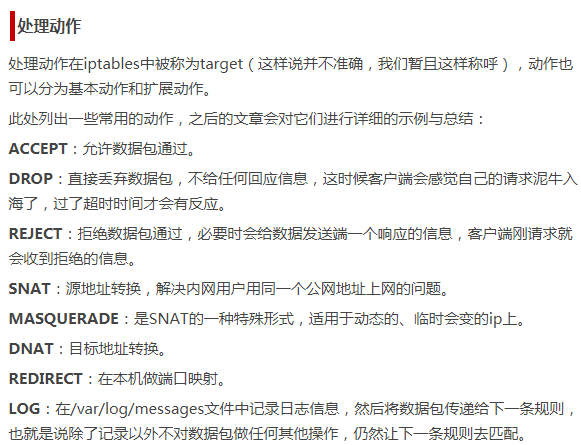 处理动作
处理动作在iptables中被称为target（这样说并不准确，我们暂且这样称呼），动作也
可以分为基本动作和扩展动作。
此处列出一些常用的动作，之后的文章会对它们进行详细的示例与总结：
ACCEPT：允许数据包通过。
DROP：直接丢弃数据包，不给任何回应信息，这时候客户端会感觉自己的请求泥牛入
海了，过了超时时间才会有反应。
REJECT：拒绝数据包通过，必要时会给数据发送端一个响应的信息，客户端刚请求就
会收到拒绝的信息。
SNAT：源地址转换，解决内网用户用同一个公网地址上网的问题。
MASQUERADE：是SNAT的一种特殊形式，适用于动态的、临时会变的ip上。
DNAT：目标地址转换。
REDIRECT：在本机做端口映射。
LOG：在/var/log/messages文件中记录日志信息，然后将数据包传递给下一条规则，
也就是说除了记录以外不对数据包做任何其他操作，仍然让下一条规则去匹配。